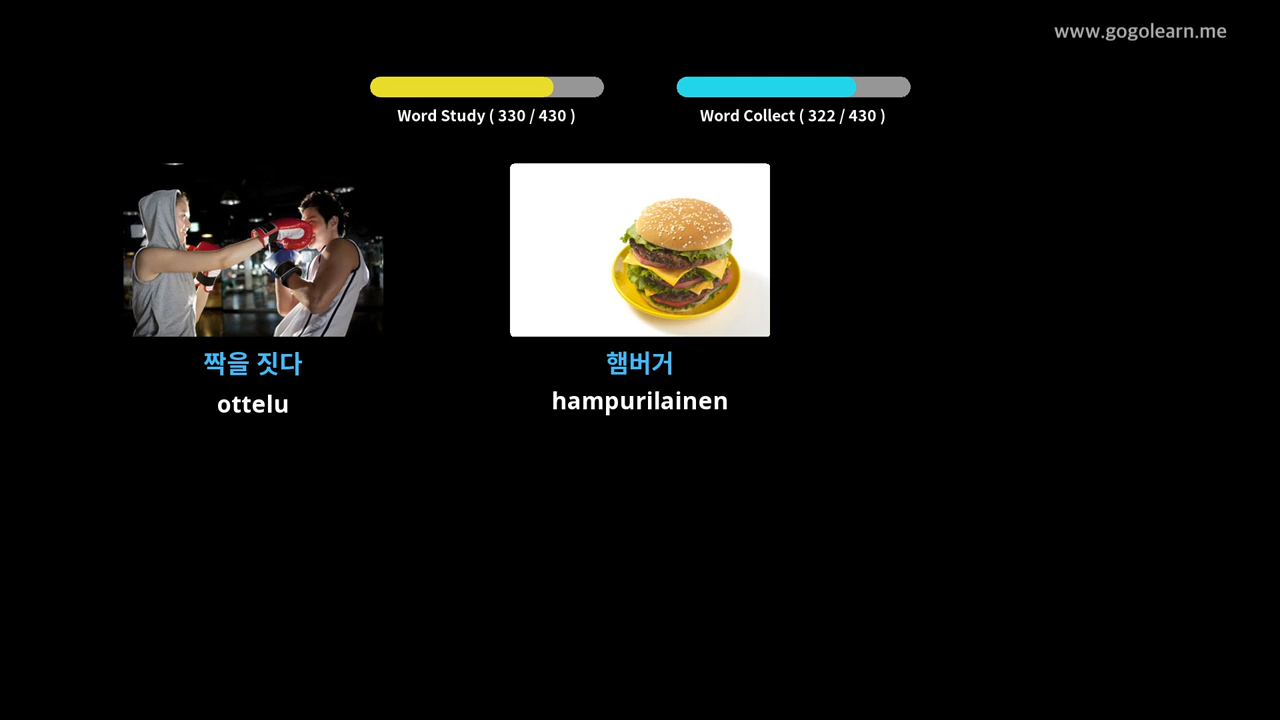 www.gogolearn.me
Word Study ( 330 / 430 )
Word Collect ( 322 / 430 )
짝을 짓다
ottelu
햄버거
hampurilainen